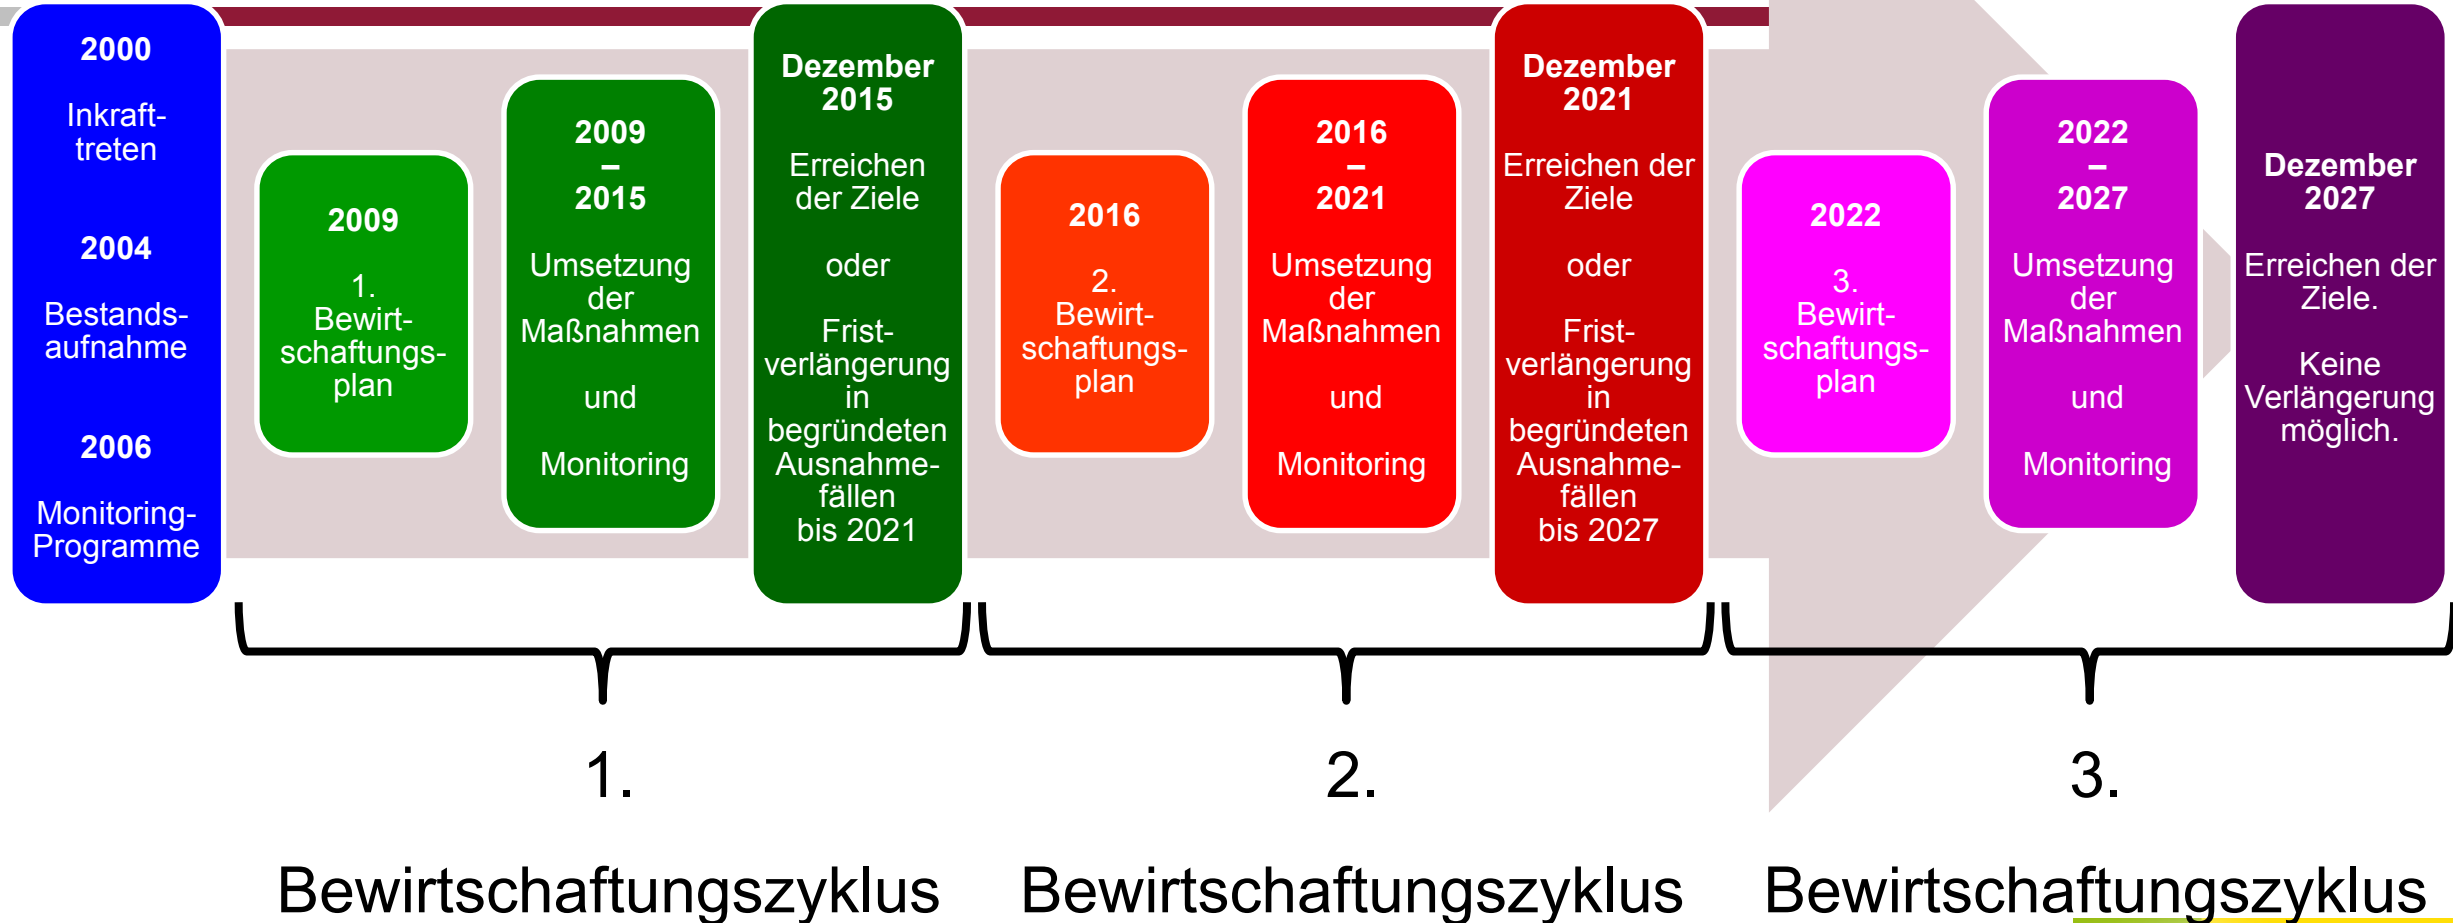 2000
Inkraft-
treten
2004
Bestands-
aufnahme
2006
Monitoring-
Programme
2009
1.
Bewirt-
schaftungs-
plan
2009
–
2015
Umsetzung
der
Maßnahmen
und
Monitoring
Dezember
2015
Erreichen
der Ziele
oder
Frist-
verlängerung
in
begründeten
Ausnahme-
fällen
bis 2021
2016
2.
Bewirt-
schaftungs-
plan
2016
–
2021
Umsetzung
der
Maßnahmen
und
Monitoring
Dezember
2021
Erreichen der
Ziele
oder
Frist-
verlängerung
in
begründeten
Ausnahme-
fällen
bis 2027
2022
3.
Bewirt-
schaftungs-
plan
2022
–
2027
Umsetzung
der
Maßnahmen
und
Monitoring
Dezember
2027
Erreichen der
Ziele.
Keine
Verlängerung
möglich.
1.
Bewirtschaftungszyklus
2.
Bewirtschaftungszyklus
3.
Bewirtschaftungszyklus